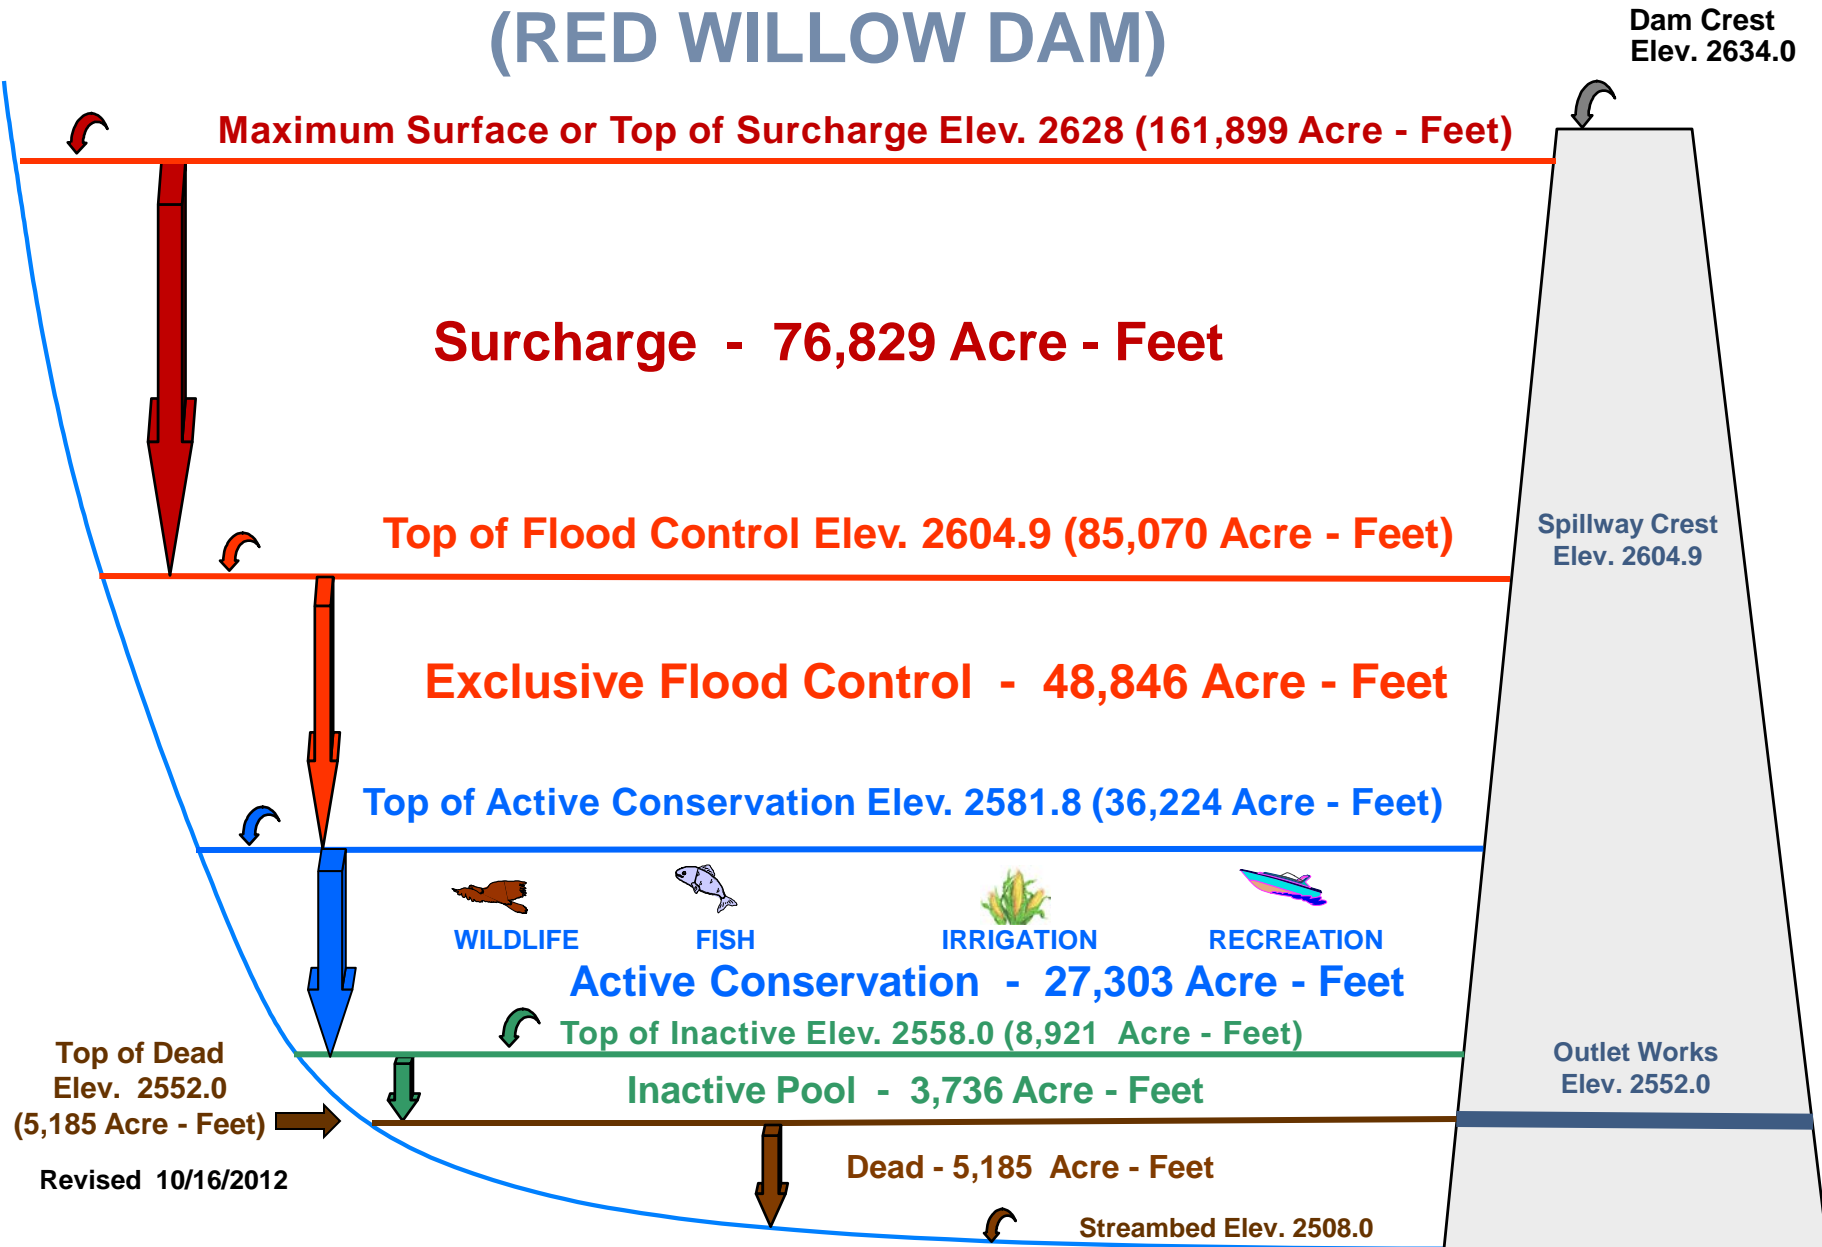 (RED WILLOW DAM)
Dam Crest
Elev. 2634.0
Maximum Surface or Top of Surcharge Elev. 2628 (161,899 Acre - Feet)
Surcharge - 76,829 Acre - Feet
Top of Flood Control Elev. 2604.9 (85,070 Acre - Feet)
Spillway Crest
Elev. 2604.9
Exclusive Flood Control - 48,846 Acre - Feet
Top of Active Conservation Elev. 2581.8 (36,224 Acre - Feet)
WILDLIFE FISH IRRIGATION RECREATION
Active Conservation - 27,303 Acre - Feet
Top of Inactive Elev. 2558.0 (8,921 Acre - Feet)
Top of Dead
Elev. 2552.0
(5,185 Acre - Feet)
Outlet Works
Elev. 2552.0
Inactive Pool - 3,736 Acre - Feet
Dead - 5,185 Acre - Feet
Revised 10/16/2012
Streambed Elev. 2508.0